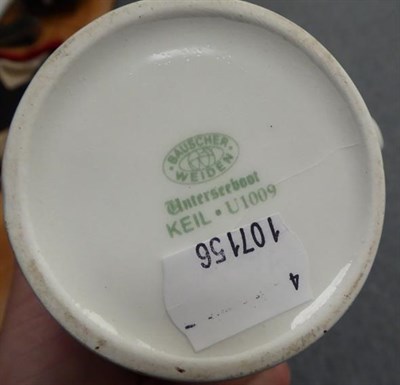 BAUSCHER
WEIDEN
Unterseeboot
KEIL • U1009
107156
4